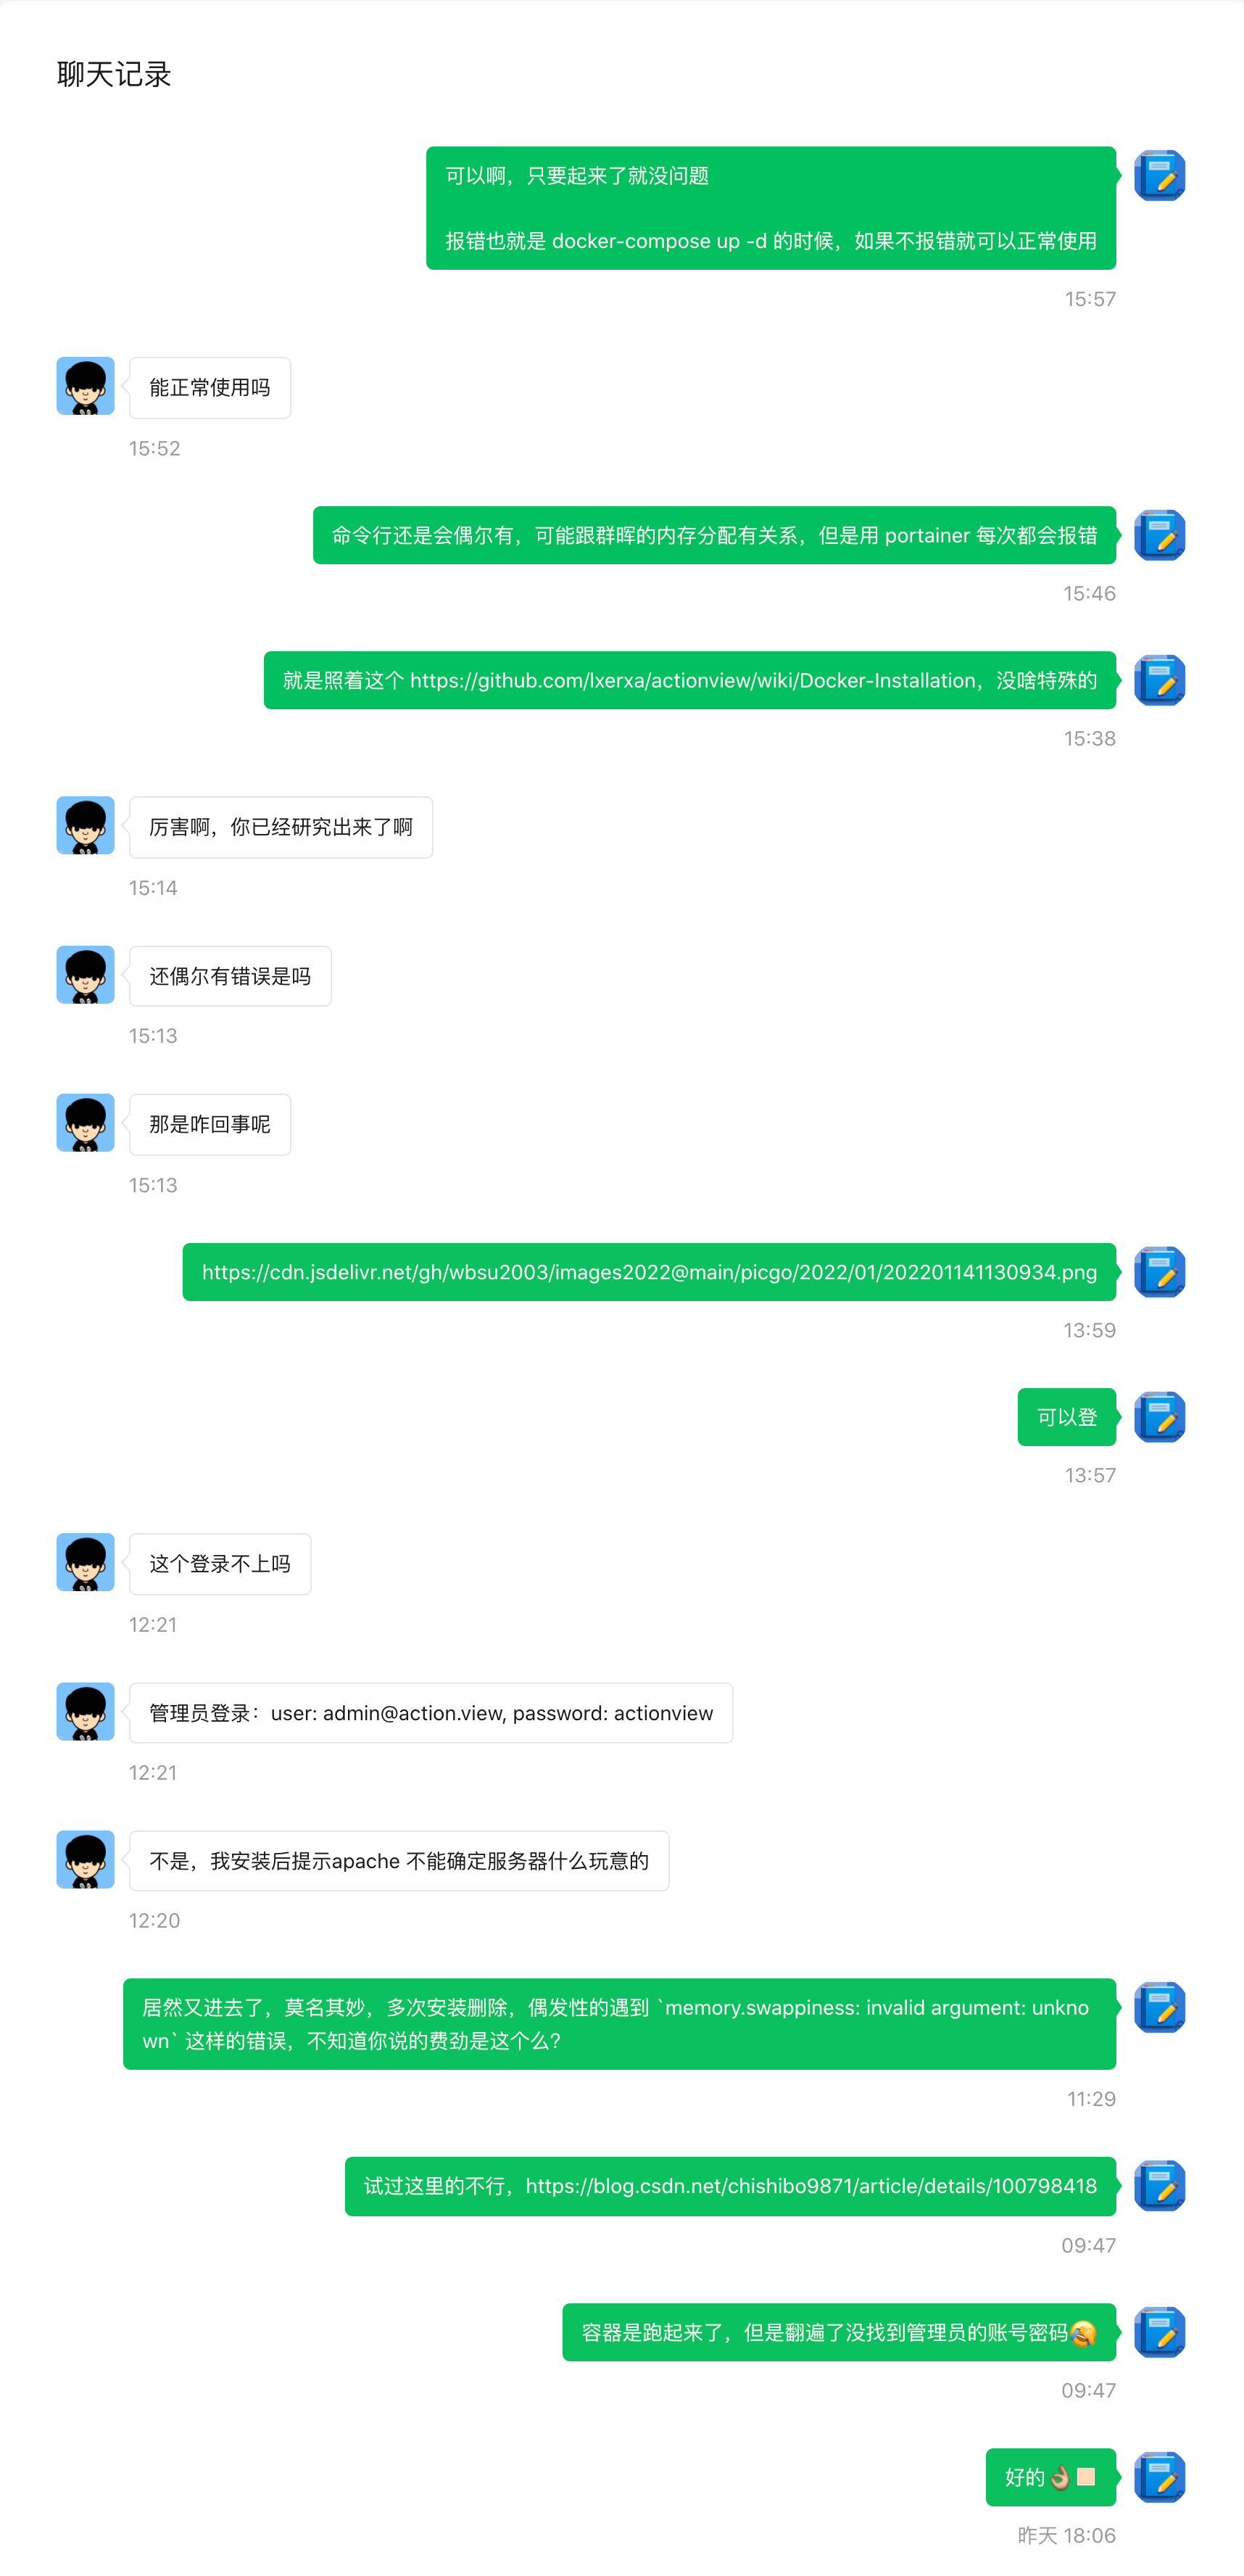 聊天记录
可以啊，只要起来了就没问题
报错也就是 docker-compose up -d 的时候，如果不报错就可以正常使用
15:57
能正常使用吗
15:52
命令行还是会偶尔有，可能跟群晖的内存分配有关系，但是用 portainer 每次都会报错
15:46
就是照着这个 https://github.com/lxerxa/actionview/wiki/Docker-Installation，没啥特殊的
15:38
厉害啊，你已经研究出来了啊
15:14
还偶尔有错误是吗
15:13
那是咋回事呢
15:13
https://cdn.jsdelivr.net/gh/wbsu2003/images2022@main/picgo/2022/01/202201141130934.png
13:59
可以登
13:57
这个登录不上吗
12:21
管理员登录：user: admin@action.view, password: actionview
12:21
不是，我安装后提示apache 不能确定服务器什么玩意的
12:20
居然又进去了，莫名其妙，多次安装删除，偶发性的遇到 `memory.swappiness: invalid argument: unkno
wn` 这样的错误，不知道你说的费劲是这个么?
11:29
试过这里的不行，https://blog.csdn.net/chishibo9871/article/details/100798418
09:47
容器是跑起来了，但是翻遍了没找到管理员的账号密码🤣
09:47
好的👌🏼
昨天 18:06